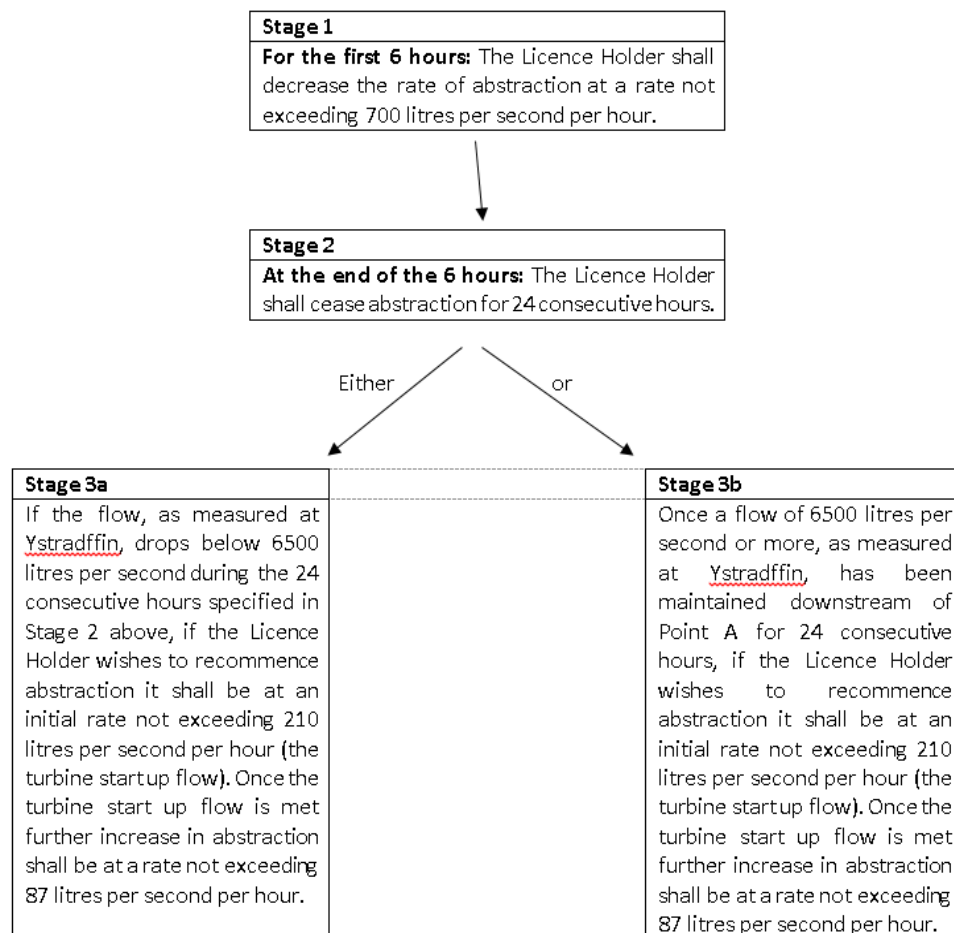 Stage 1
For the first 6 hours: The Licence Holder shall
decrease the rate of abstraction at a rate not
exceeding 700 litres per second per hour.
Stage 2
At the end of the 6 hours: The Licence Holder
shall cease abstraction for 24 consecutive hours.
Either
or
Stage 3a
If the flow, as measured at
Ystradffin, drops below 6500
litres per second during the 24
consecutive hours specified in
Stage 2 above, if the Licence
Holder wishes to recommence
abstraction it shall be at an
initial rate not exceeding 210
litres per second per hour (the
turbine start up flow). Once the
turbine start up flow is met
further increase in abstraction
shall be at a rate not exceeding
87 litres per second per hour.
Stage 3b
Once a flow of 6500 litres per
second or more, as measured
at Ystradffin, has been
maintained downstream of
Point A for 24 consecutive
hours, if the Licence Holder
wishes to recommence
abstraction it shall be at an
initial rate not exceeding 210
litres per second per hour (the
turbine start up flow). Once the
turbine start up flow is met
further increase in abstraction
shall be at a rate not exceeding
87 litres per second per hour.